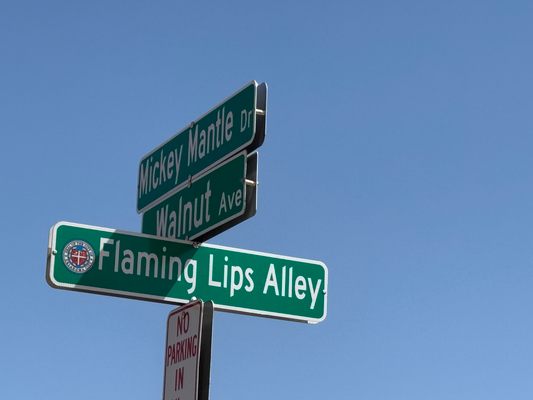 Mickey Mantle Dr
Walnut Ave
Flaming Lips Alley
NO
PARKING
IN